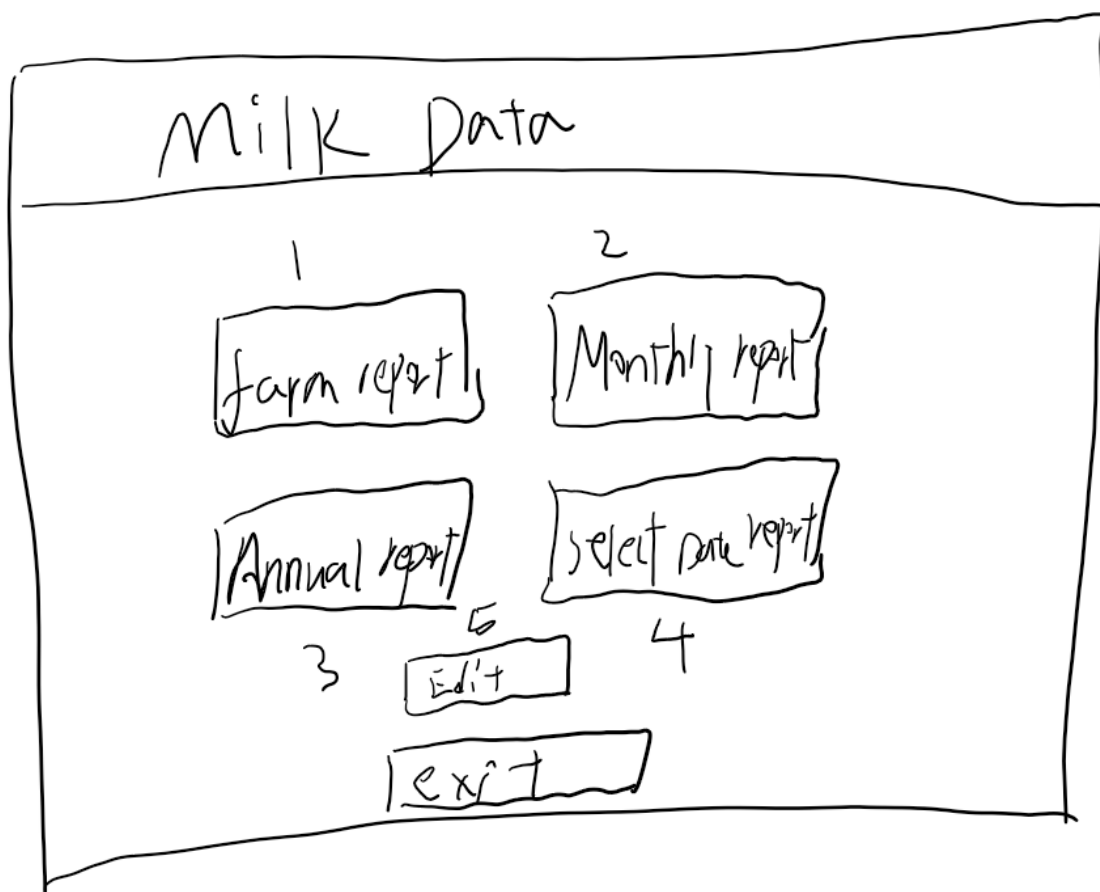 Milk Data
1 2
farm report Monthly report
Annual report select Date report
3 5 4
Edit
exit